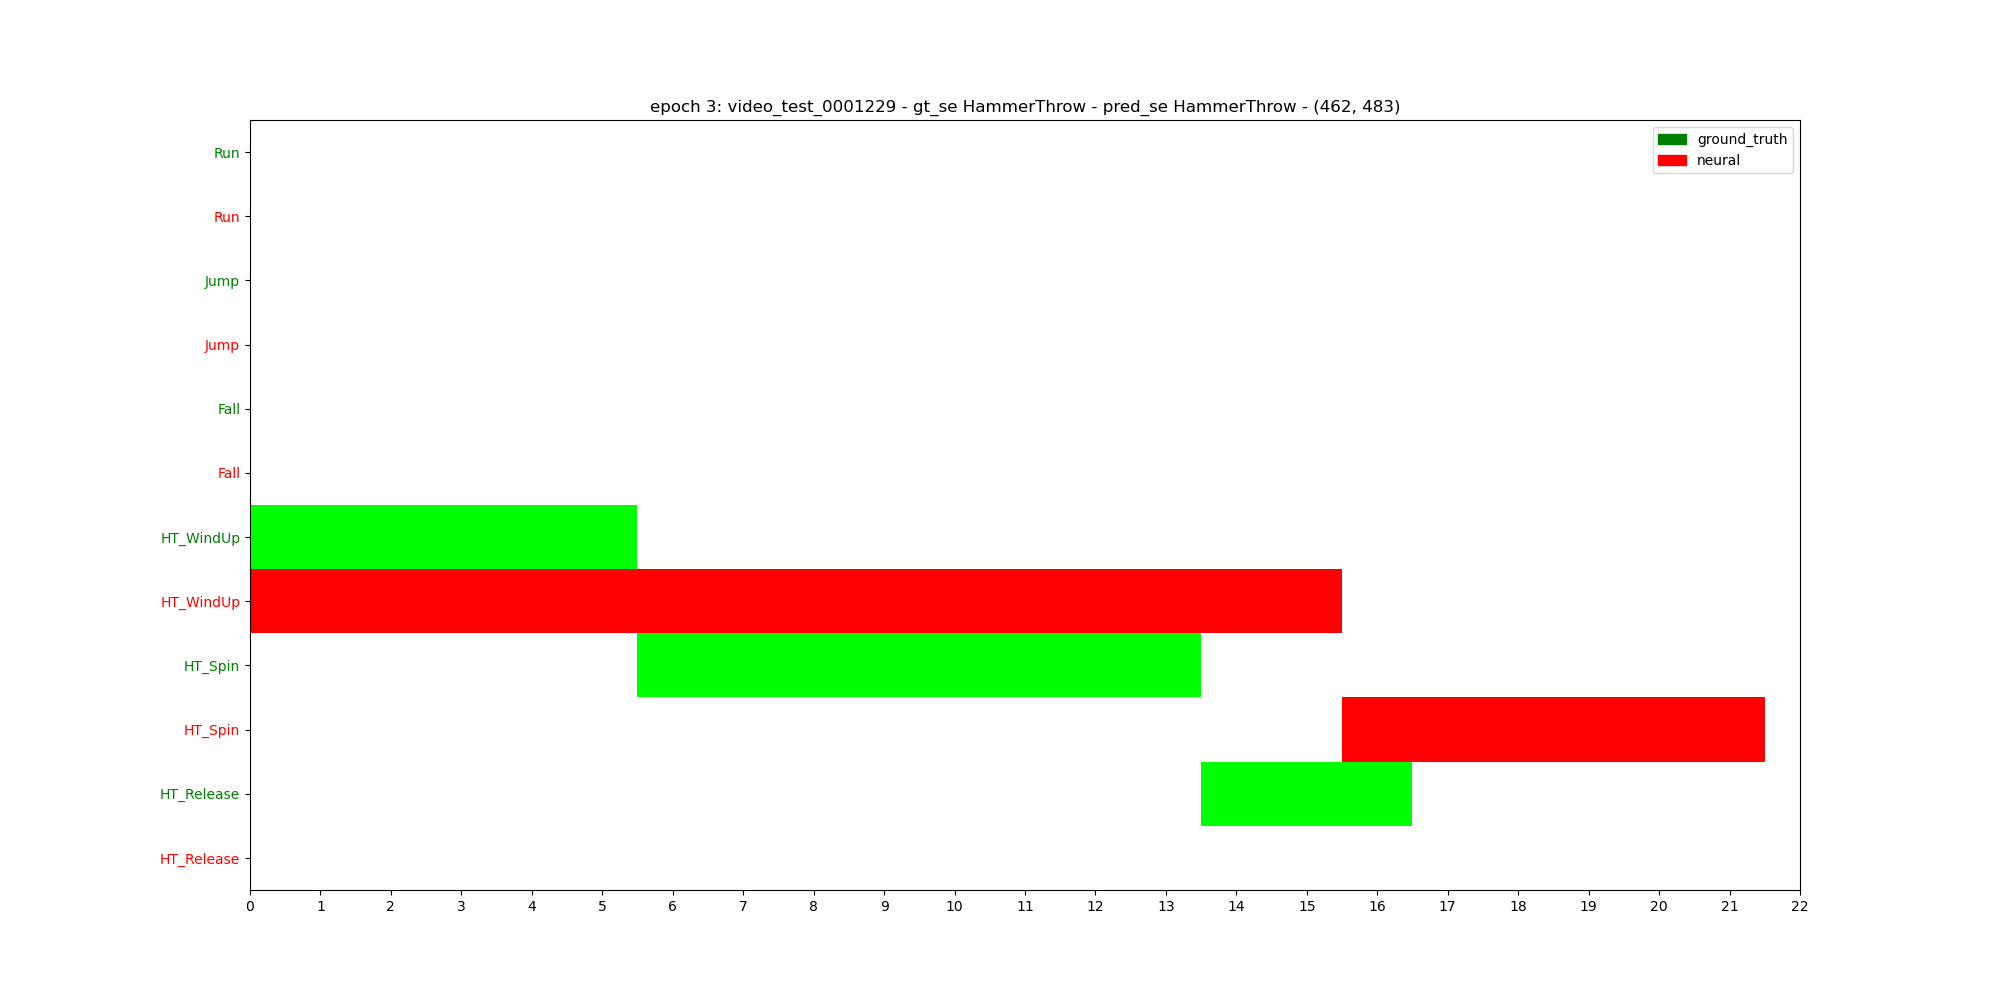 epoch 3: video_test_0001229 - gt_se HammerThrow - pred_se HammerThrow - (462, 483)
ground_truth
neural
Run
Run
Jump
Jump
Fall
Fall
HT_WindUp
HT_WindUp
HT_Spin
HT_Spin
HT_Release
HT_Release
0 1 2 3 4 5 6 7 8 9 10 11 12 13 14 15 16 17 18 19 20 21 22